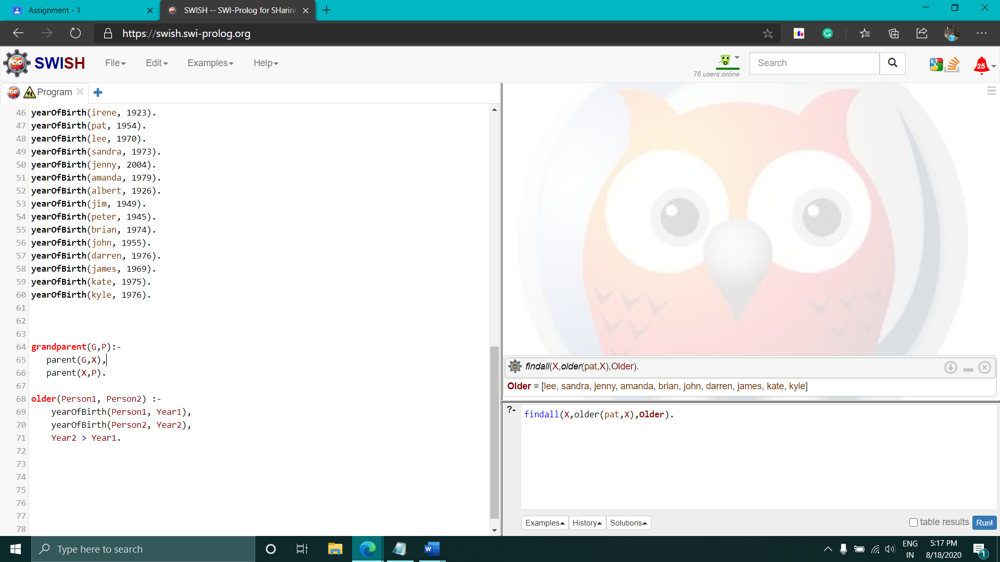 Assignment - 1
SWISH -- SWI-Prolog for SHaring
https://swish.swi-prolog.org
SWISH
File
Edit
Examples
Help
76 users online
Search
25
Program
46 yearOfBirth(irene, 1923).
47 yearOfBirth(pat, 1954).
48 yearOfBirth(lee, 1970).
49 yearOfBirth(sandra, 1973).
50 yearOfBirth(jenny, 2004).
51 yearOfBirth(amanda, 1979).
52 yearOfBirth(albert, 1926).
53 yearOfBirth(jim, 1949).
54 yearOfBirth(peter, 1945).
55 yearOfBirth(brian, 1974).
56 yearOfBirth(john, 1955).
57 yearOfBirth(darren, 1976).
58 yearOfBirth(james, 1969).
59 yearOfBirth(kate, 1975).
60 yearOfBirth(kyle, 1976).
61
62
63
64 grandparent(G,P):-
65 parent(G,X),
66 parent(X,P).
67
68 older(Person1, Person2) :-
69 yearOfBirth(Person1, Year1),
70 yearOfBirth(Person2, Year2),
71 Year2 > Year1.
72
73
74
75
76
77
78
findall(X,older(pat,X),Older).
Older = [lee, sandra, jenny, amanda, brian, john, darren, james, kate, kyle]
?- findall(X,older(pat,X),Older).
Examples
History
Solutions
table results
Run!
Type here to search
ENG
IN
5:17 PM
8/18/2020
1